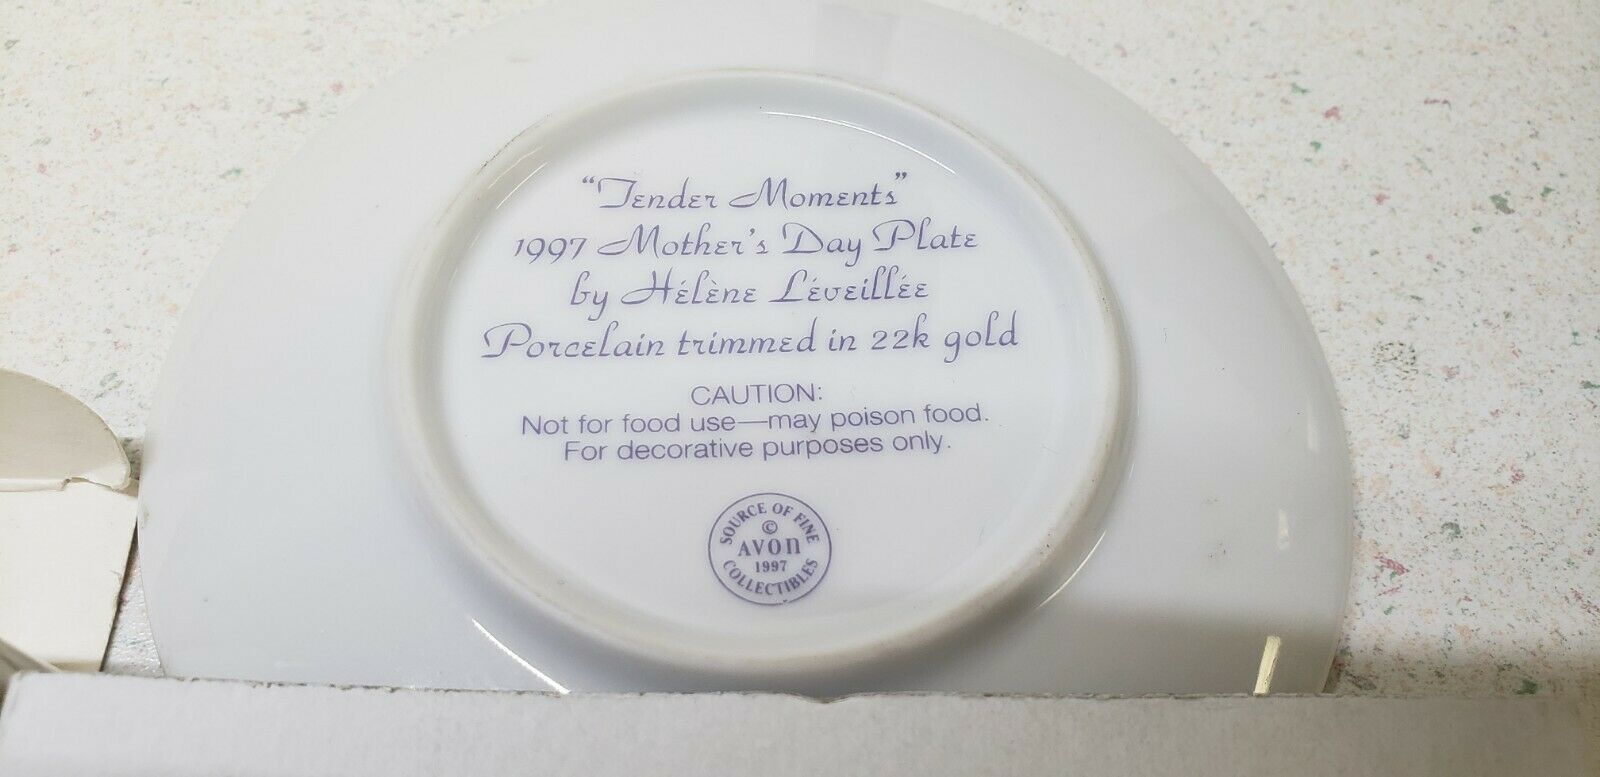 "Tender Moments"
1997 Mother's Day Plate
by Hélène Léveillée
Porcelain trimmed in 22k gold
CAUTION:
Not for food use—may poison food.
For decorative purposes only.
SOURCE OF FINE
©
AVON
1997
COLLECTIBLES